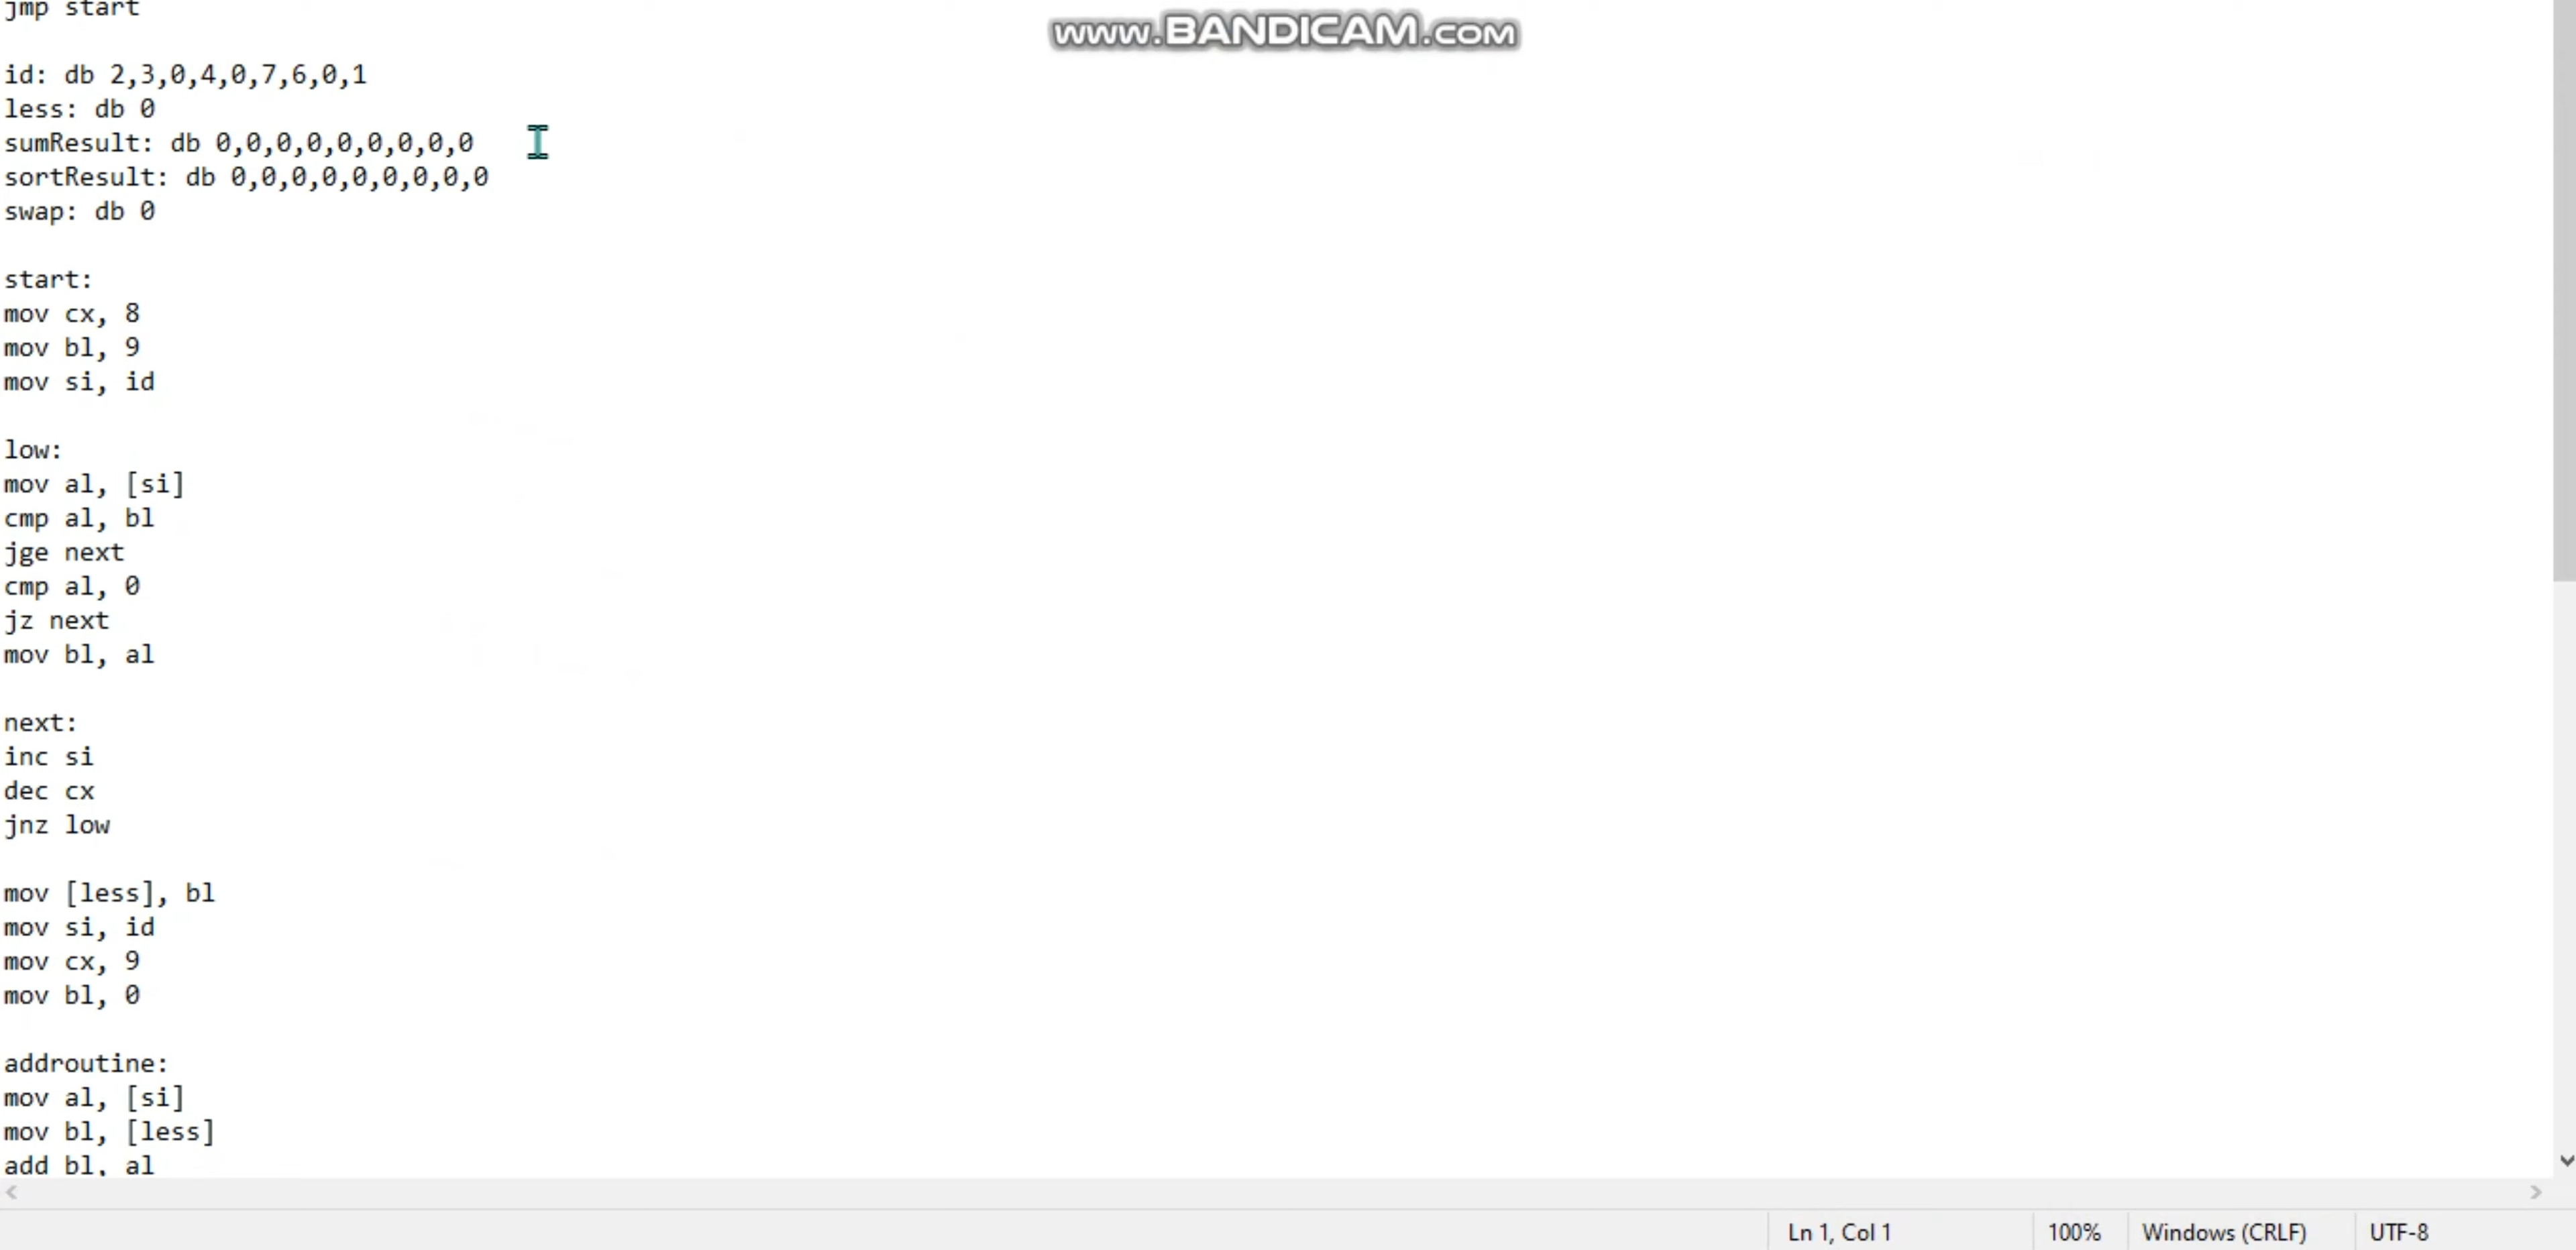 jmp start
www.BANDICAM.com
id: db 2,3,0,4,0,7,6,0,1
less: db 0
sumResult: db 0,0,0,0,0,0,0,0,0
sortResult: db 0,0,0,0,0,0,0,0,0
swap: db 0
start:
mov cx, 8
mov bl, 9
mov si, id
low:
mov al, [si]
cmp al, bl
jge next
cmp al, 0
jz next
mov bl, al
next:
inc si
dec cx
jnz low
mov [less], bl
mov si, id
mov cx, 9
mov bl, 0
addroutine:
mov al, [si]
mov bl, [less]
add bl, al
Ln 1, Col 1
100%
Windows (CRLF)
UTF-8